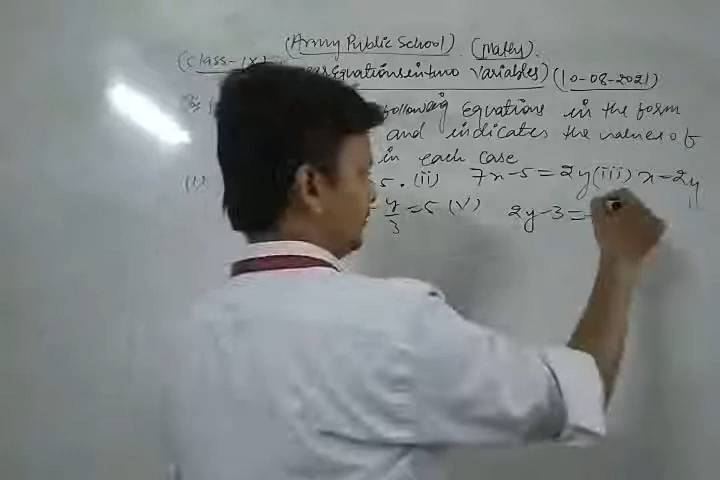 (Army Public School) (Maths).
(Class-IX)
Equations in two Variables) (10-08-2021)
following Equations in the form
and indicates the values of
in each case
(i) 5. (ii) 7x-5=2y (iii) x-2y
y/3 =5 (V) 2y-3=